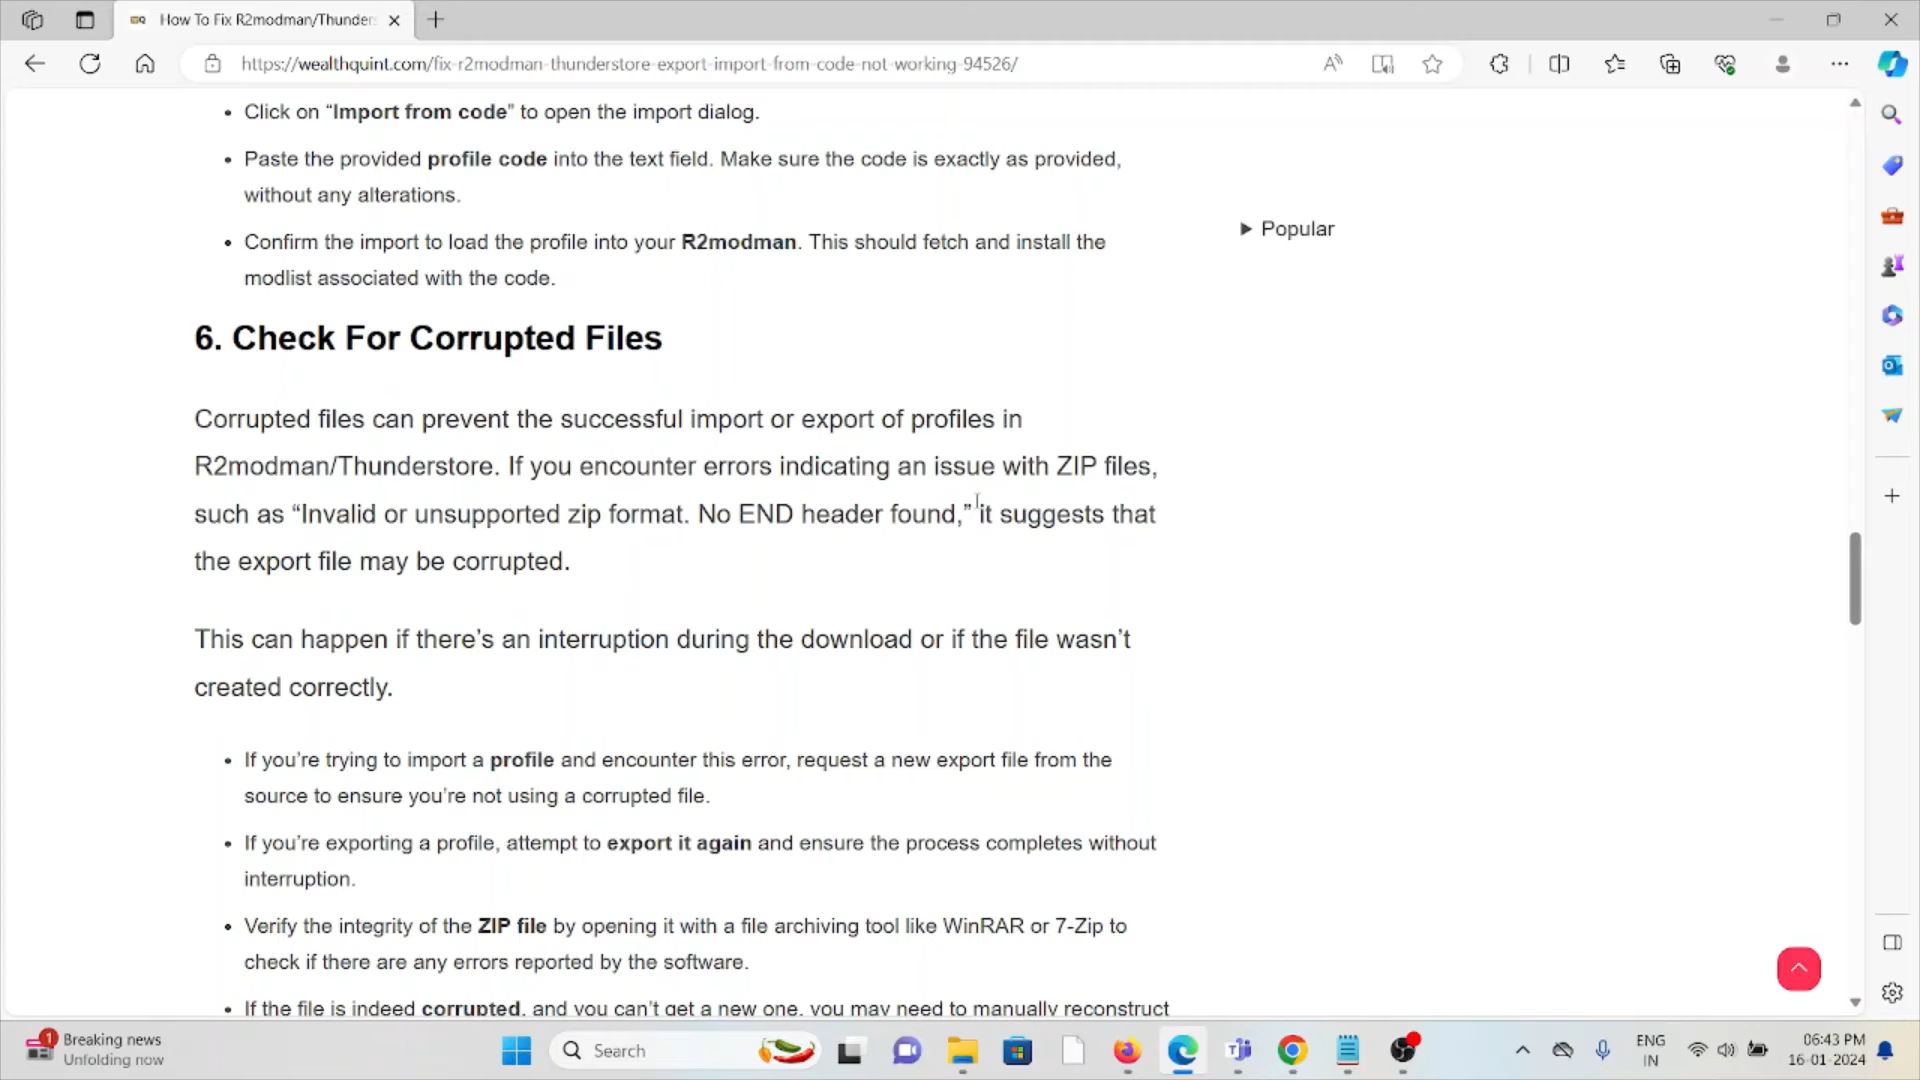 How To Fix R2modman/Thunder
https://wealthquint.com/fix-r2modman-thunderstore-export-import-from-code-not-working-94526/
• Click on “Import from code” to open the import dialog.
• Paste the provided profile code into the text field. Make sure the code is exactly as provided,
without any alterations.
• Confirm the import to load the profile into your R2modman. This should fetch and install the
modlist associated with the code.
▶ Popular
6. Check For Corrupted Files
Corrupted files can prevent the successful import or export of profiles in
R2modman/Thunderstore. If you encounter errors indicating an issue with ZIP files,
such as “Invalid or unsupported zip format. No END header found,” it suggests that
the export file may be corrupted.
This can happen if there’s an interruption during the download or if the file wasn’t
created correctly.
• If you’re trying to import a profile and encounter this error, request a new export file from the
source to ensure you’re not using a corrupted file.
• If you’re exporting a profile, attempt to export it again and ensure the process completes without
interruption.
• Verify the integrity of the ZIP file by opening it with a file archiving tool like WinRAR or 7-Zip to
check if there are any errors reported by the software.
• If the file is indeed corrupted, and you can’t get a new one, you may need to manually reconstruct
1
Breaking news
Unfolding now
Search
ENG
IN
06:43 PM
16-01-2024